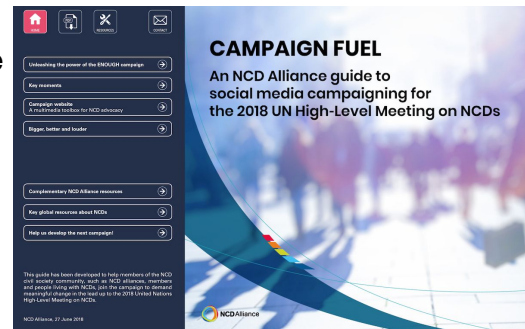 e
HOME
RESOURCES
CONTACT
Unleashing the power of the ENOUGH campaign
Key moments
Campaign website
A multimedia toolbox for NCD advocacy
Bigger, better and louder
Complementary NCD Alliance resources
Key global resources about NCDs
Help us develop the next campaign!
This guide has been developed to help members of the NCD
civil society community, such as NCD alliances, members
and people living with NCDs, join the campaign to demand
meaningful change in the lead up to the 2018 United Nations
High-Level Meeting on NCDs.
NCD Alliance, 27 June 2018
CAMPAIGN FUEL
An NCD Alliance guide to
social media campaigning for
the 2018 UN High-Level Meeting on NCDs
NCDAlliance